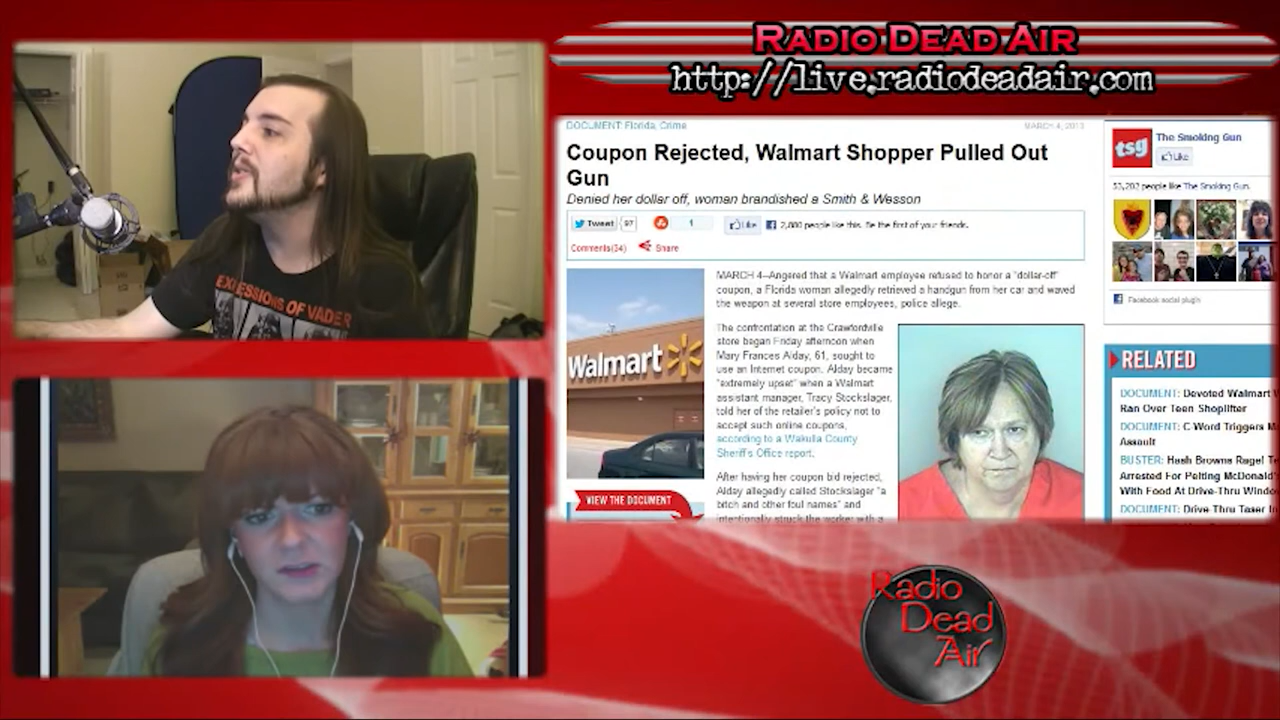 RADIO DEAD AIR
http://live.radiodeadair.com
EXPRESSIONS OF VADER
DOCUMENT: Florida, Crime
MARCH 4, 2013
Coupon Rejected, Walmart Shopper Pulled Out
Gun
Denied her dollar off, woman brandished a Smith & Wesson
Tweet 97 1 Like 2,880 people like this. Be the first of your friends.
Comments (34) Share
Walmart
VIEW THE DOCUMENT
MARCH 4--Angered that a Walmart employee refused to honor a "dollar-off"
coupon, a Florida woman allegedly retrieved a handgun from her car and waved
the weapon at several store employees, police allege.
The confrontation at the Crawfordville
store began Friday afternoon when
Mary Frances Alday, 61, sought to
use an Internet coupon. Alday became
"extremely upset" when a Walmart
assistant manager, Tracy Stockslager,
told her of the retailer's policy not to
accept such online coupons,
according to a Wakulla County
Sheriff's Office report.
After having her coupon bid rejected,
Alday allegedly called Stockslager "a
bitch and other foul names" and
intentionally struck the worker with a
tsg
The Smoking Gun
Like
53,202 people like The Smoking Gun.
Facebook social plugin
RELATED
DOCUMENT: Devoted Walmart
Ran Over Teen Shoplifter
DOCUMENT: C-Word Triggers
Assault
BUSTER: Hash Browns Rage!
Arrested For Pelting McDonald's
With Food At Drive-Thru
DOCUMENT: Drive-Thru Taser
Radio
Dead
Air